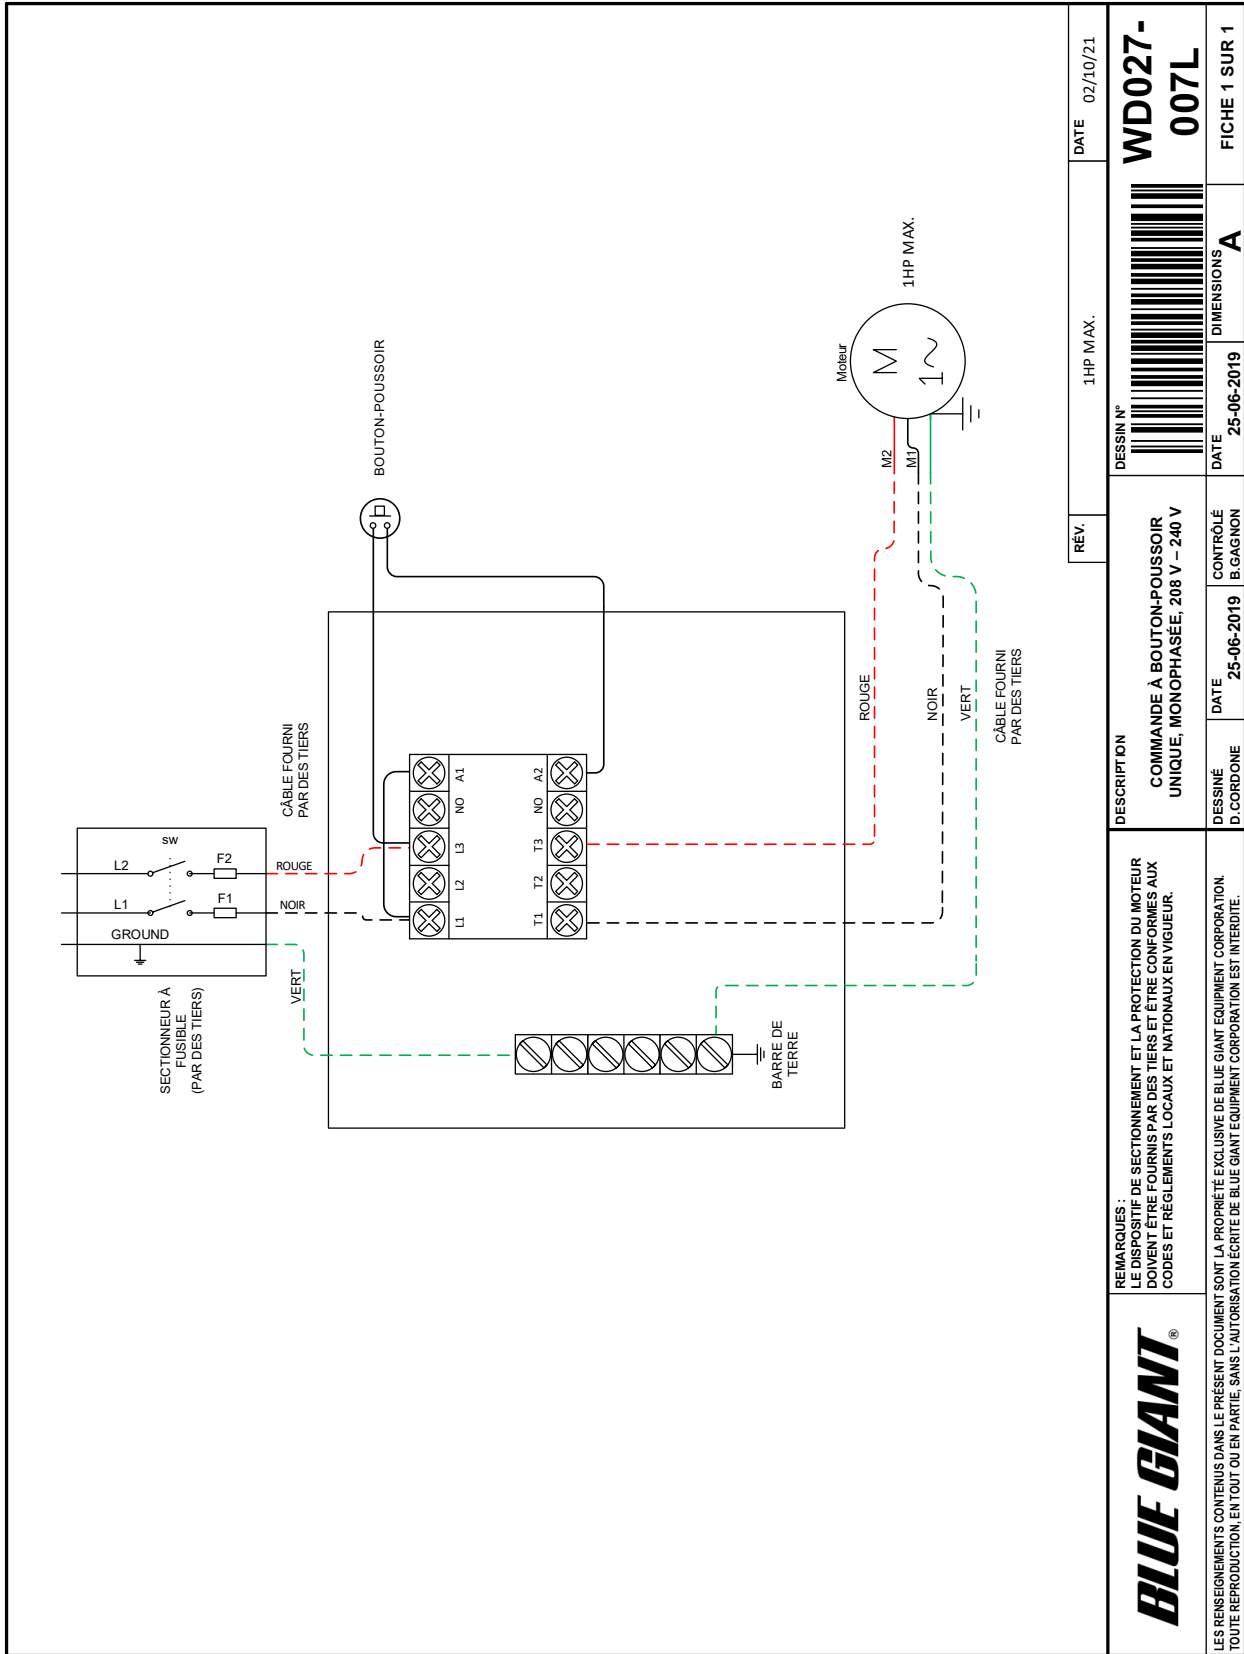 L2
L1
GROUND
sw
F2
F1
ROUGE
NOIR
VERT
SECTIONNEUR À
FUSIBLE
(PAR DES TIERS)
CÂBLE FOURNI
PAR DES TIERS
BOUTON-POUSSOIR
L1
L2
L3
NO
A1
T1
T2
T3
NO
A2
BARRE DE
TERRE
ROUGE
NOIR
VERT
CÂBLE FOURNI
PAR DES TIERS
M2
M1
Moteur
M
1~
1HP MAX.
RÉV.
1HP MAX.
DATE 02/10/21
BLUE GIANT®
REMARQUES :
LE DISPOSITIF DE SECTIONNEMENT ET LA PROTECTION DU MOTEUR
DOIVENT ÊTRE FOURNIS PAR DES TIERS ET ÊTRE CONFORMES AUX
CODES ET RÈGLEMENTS LOCAUX ET NATIONAUX EN VIGUEUR.
DESCRIPTION
COMMANDE À BOUTON-POUSSOIR
UNIQUE, MONOPHASÉE, 208 V – 240 V
DESSIN N°
WD027-
007L
LES RENSEIGNEMENTS CONTENUS DANS LE PRÉSENT DOCUMENT SONT LA PROPRIÉTÉ EXCLUSIVE DE BLUE GIANT EQUIPMENT CORPORATION.
TOUTE REPRODUCTION, EN TOUT OU EN PARTIE, SANS L'AUTORISATION ÉCRITE DE BLUE GIANT EQUIPMENT CORPORATION EST INTERDITE.
DESSINÉ
D.CORDONE
DATE
25-06-2019
CONTRÔLÉ
B.GAGNON
DATE
25-06-2019
DIMENSIONS
A
FICHE 1 SUR 1